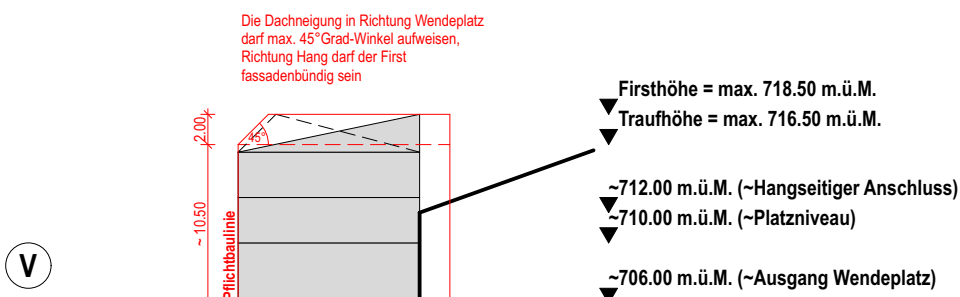 Die Dachneigung in Richtung Wendeplatz
darf max. 45°Grad-Winkel aufweisen,
Richtung Hang darf der First
fassadenbündig sein
Firsthöhe = max. 718.50 m.ü.M.
Traufhöhe = max. 716.50 m.ü.M.
2.00
45°
~712.00 m.ü.M. (~Hangseitiger Anschluss)
~710.00 m.ü.M. (~Platzniveau)
~ 10.50
Pflichtbaulinie
V
~706.00 m.ü.M. (~Ausgang Wendeplatz)